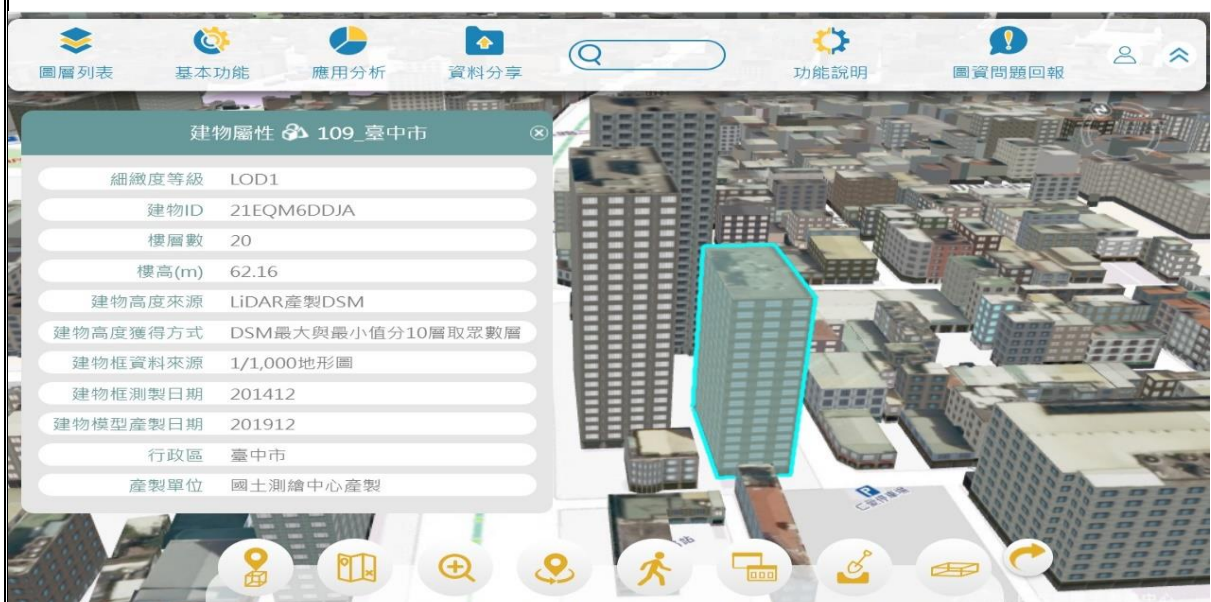 圖層列表
基本功能
應用分析
資料分享
功能說明
圖資問題回報
建物屬性 109_臺中市
細緻度等級 LOD1
建物ID 21EQM6DDJA
樓層數 20
樓高(m) 62.16
建物高度來源 LiDAR產製DSM
建物高度獲得方式 DSM最大與最小值分10層取眾數層
建物框資料來源 1/1,000地形圖
建物框測製日期 201412
建物模型產製日期 201912
行政區 臺中市
產製單位 國土測繪中心產製
P